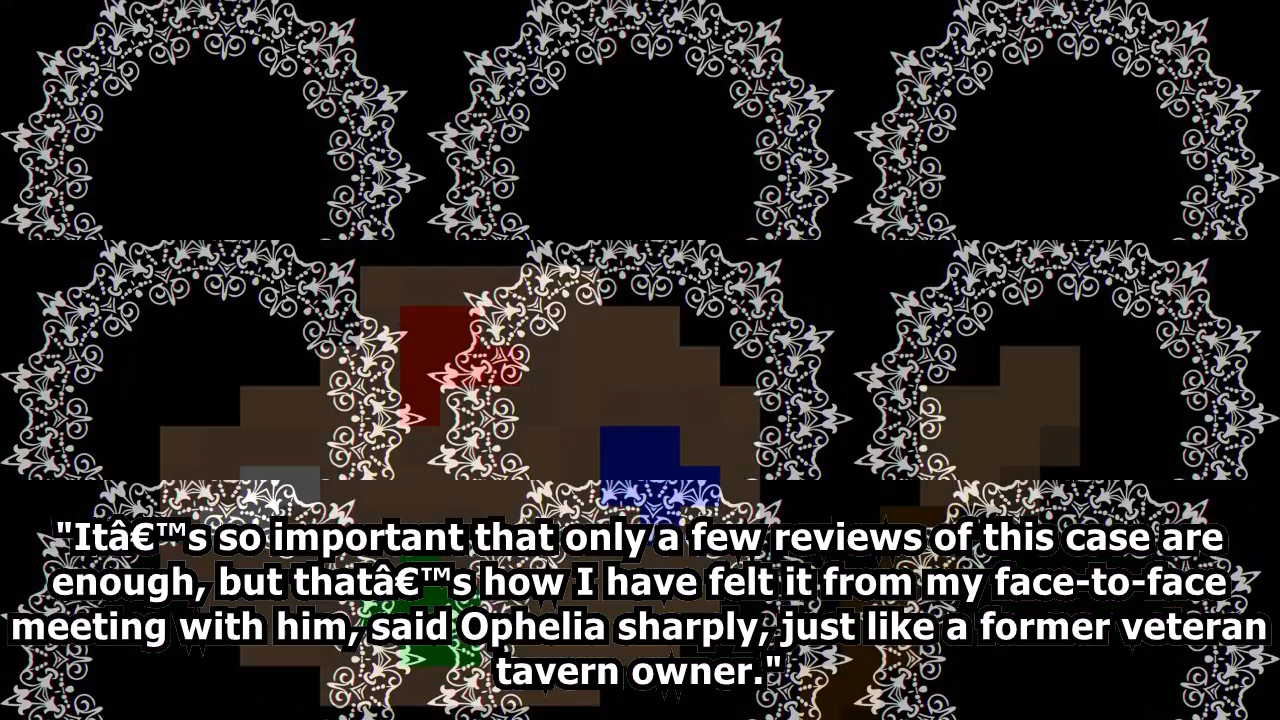 "Itâ€™s so important that only a few reviews of this case are
enough, but thatâ€™s how I have felt it from my face-to-face
meeting with him, said Ophelia sharply, just like a former veteran
tavern owner."